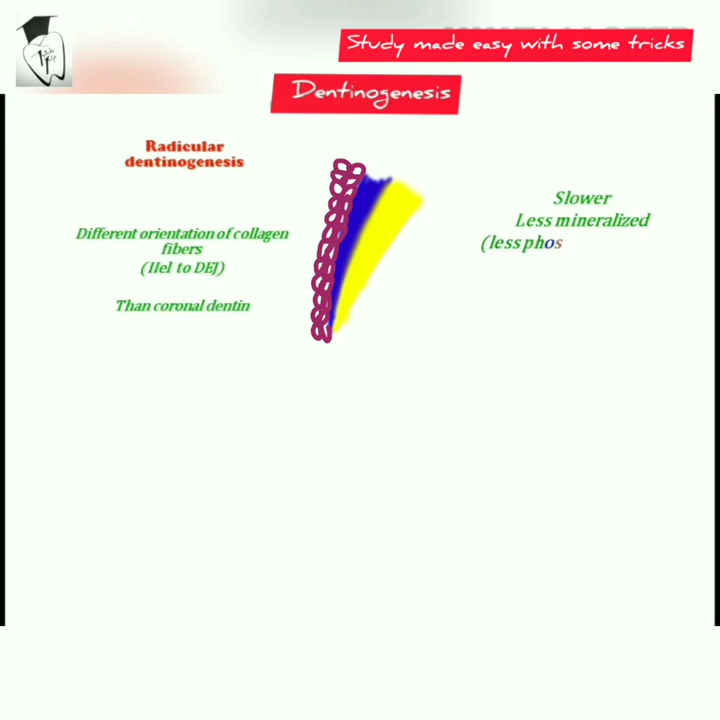 Study made easy with some tricks
Dentinogenesis
Radicular
dentinogenesis
Different orientation of collagen
fibers
(IIel to DEJ)
Than coronal dentin
Slower
Less mineralized
(less phos